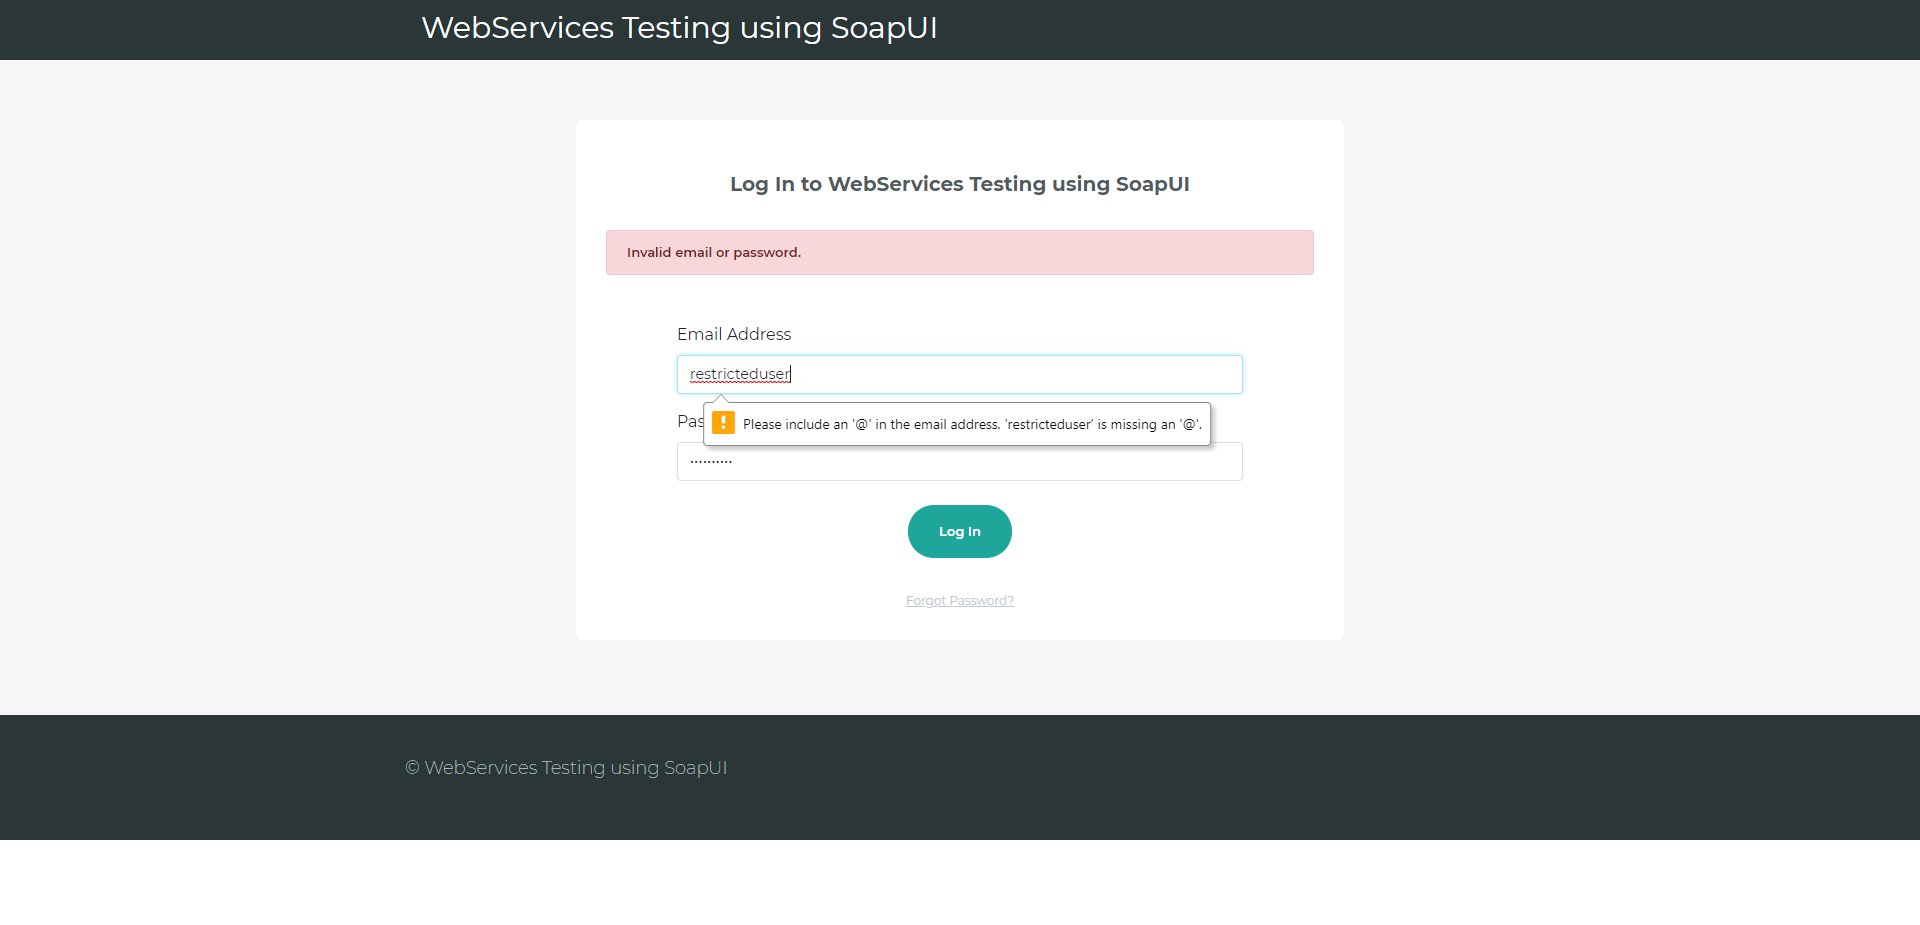 WebServices Testing using SoapUI
Log In to WebServices Testing using SoapUI
Invalid email or password.
Email Address
restricteduser
Please include an '@' in the email address. 'restricteduser' is missing an '@'.
Pas
..........
Log In
Forgot Password?
© WebServices Testing using SoapUI